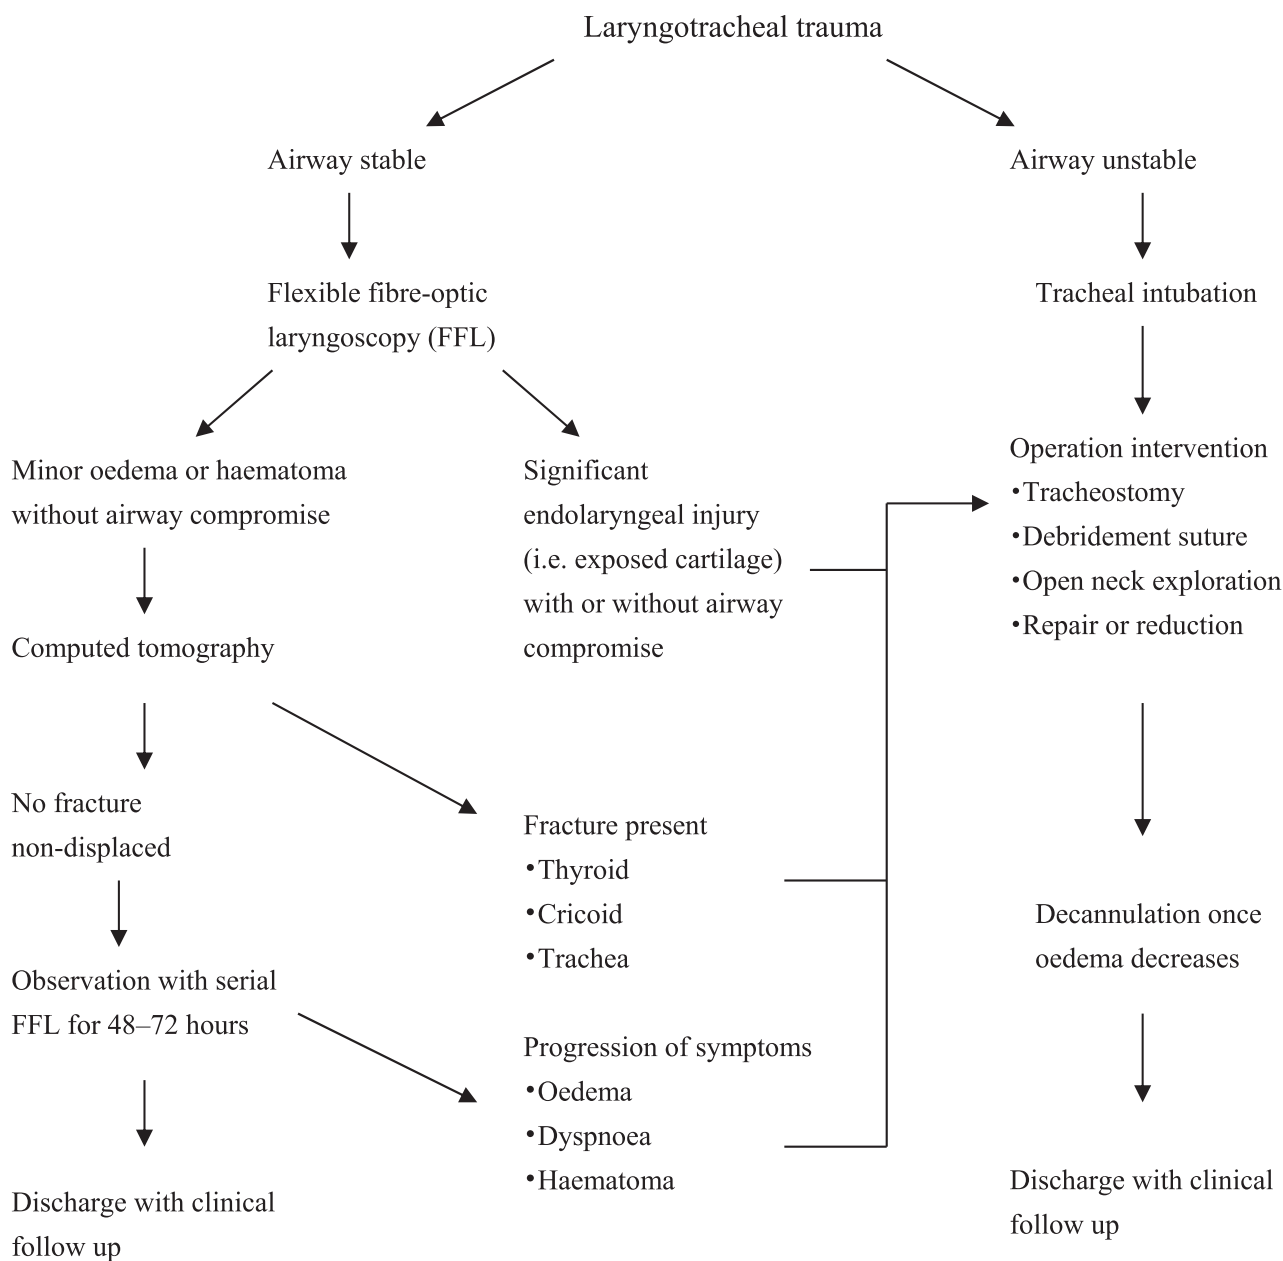 Laryngotracheal trauma
Airway stable
Airway unstable
Flexible fibre-optic
laryngoscopy (FFL)
Tracheal intubation
Minor oedema or haematoma
without airway compromise
Significant
endolaryngeal injury
(i.e. exposed cartilage)
with or without airway
compromise
Operation intervention
•Tracheostomy
•Debridement suture
•Open neck exploration
•Repair or reduction
Computed tomography
No fracture
non-displaced
Fracture present
•Thyroid
•Cricoid
•Trachea
Decannulation once
oedema decreases
Observation with serial
FFL for 48–72 hours
Progression of symptoms
•Oedema
•Dyspnoea
•Haematoma
Discharge with clinical
follow up
Discharge with clinical
follow up